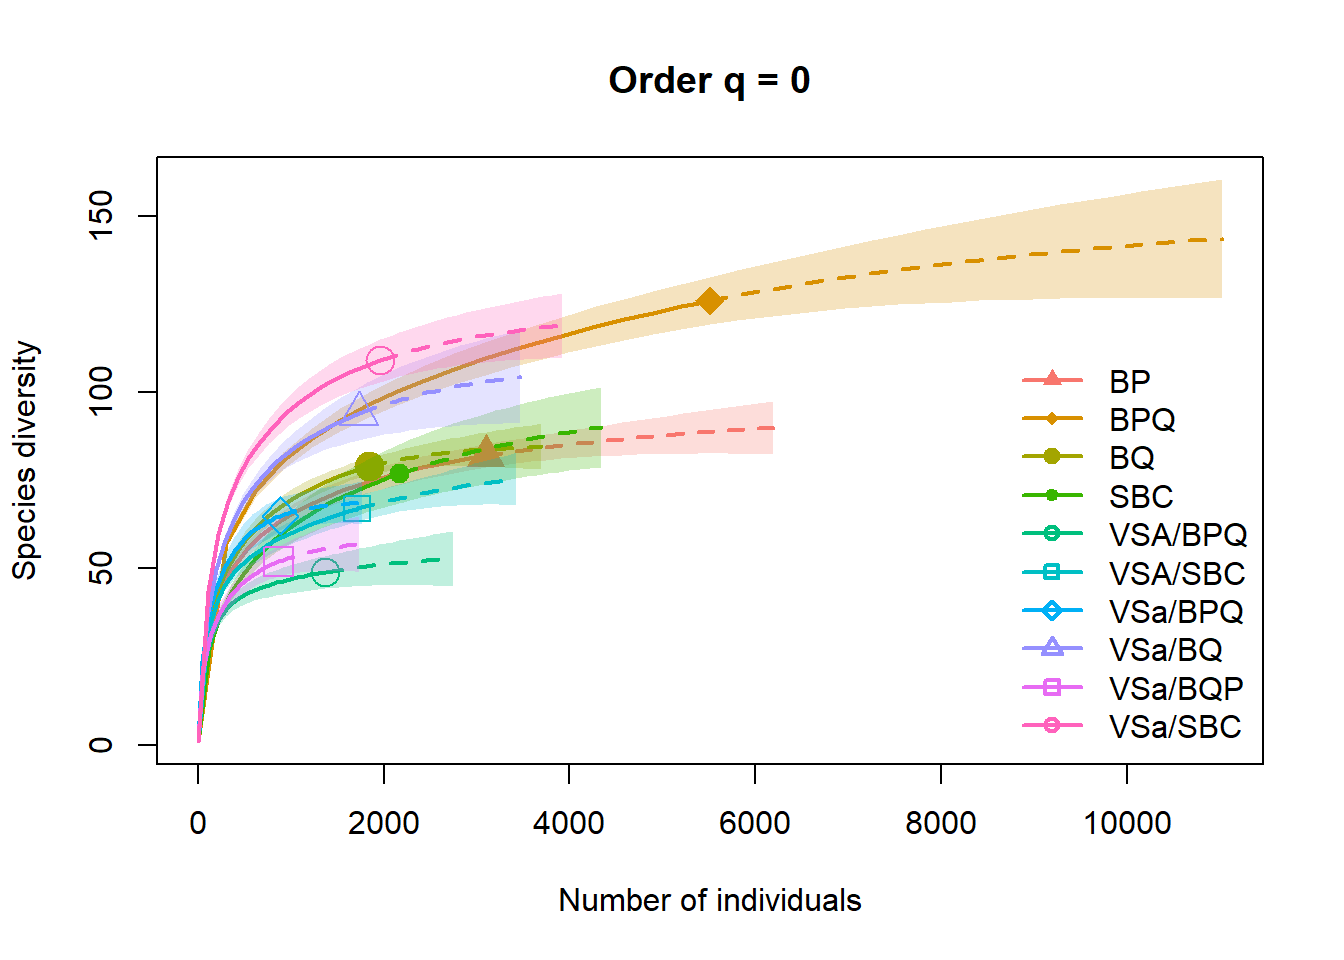 Order q = 0
Species diversity
150
100
50
0
0 2000 4000 6000 8000 10000
Number of individuals
BP
BPQ
BQ
SBC
VSA/BPQ
VSA/SBC
VSa/BPQ
VSa/BQ
VSa/BQP
VSa/SBC